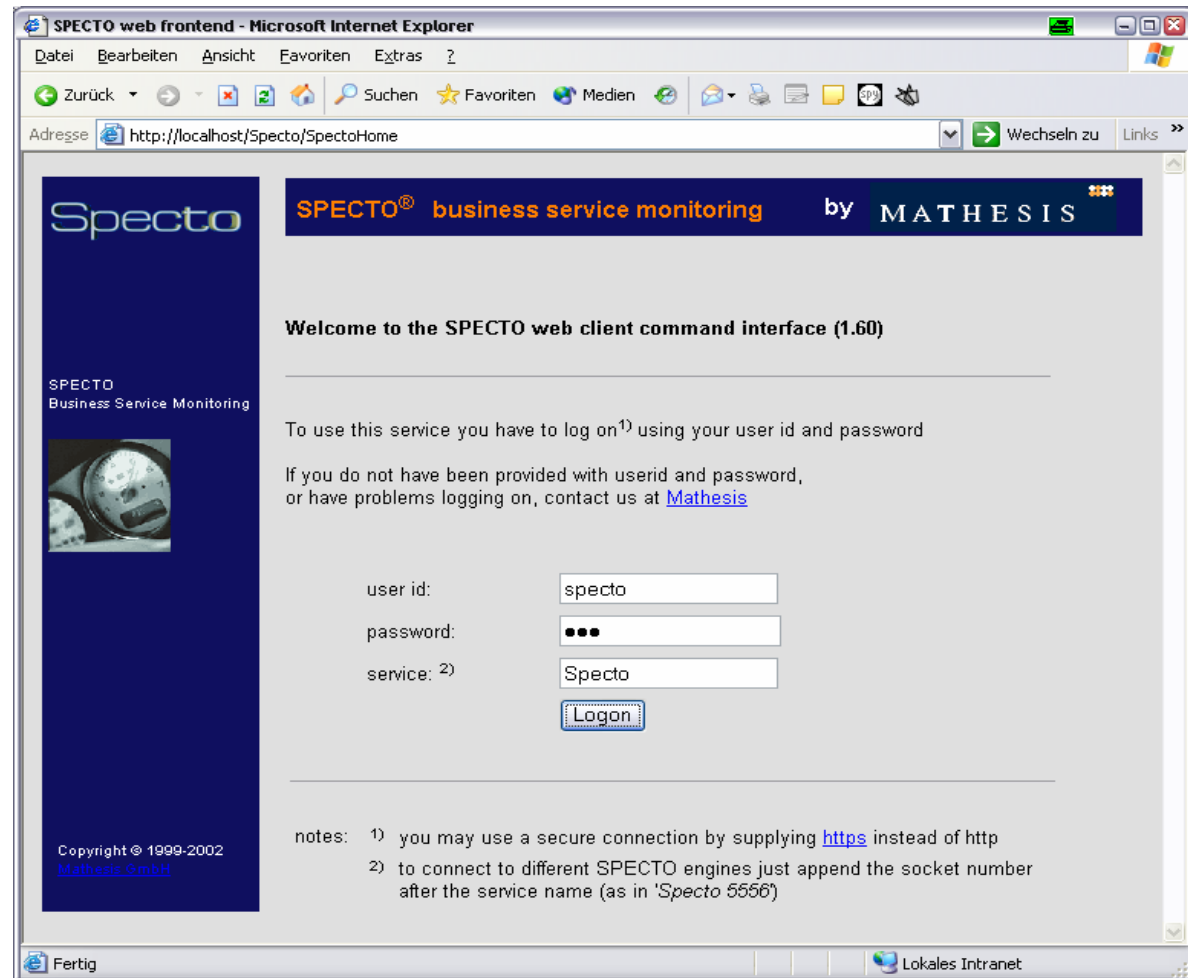 SPECTO web frontend - Microsoft Internet Explorer
Datei Bearbeiten Ansicht Favoriten Extras ?
Zurück Suchen Favoriten Medien
Adresse http://localhost/Specto/SpectoHome Wechseln zu Links »
Specto
SPECTO® business service monitoring by MATHESIS
Welcome to the SPECTO web client command interface (1.60)
SPECTO
Business Service Monitoring
To use this service you have to log on1) using your user id and password
If you do not have been provided with userid and password,
or have problems logging on, contact us at Mathesis
user id: specto
password: •••
service: 2) Specto
Logon
notes: 1) you may use a secure connection by supplying https instead of http
2) to connect to different SPECTO engines just append the socket number
after the service name (as in 'Specto 5556')
Copyright © 1999-2002
Mathesis GmbH
Fertig Lokales Intranet